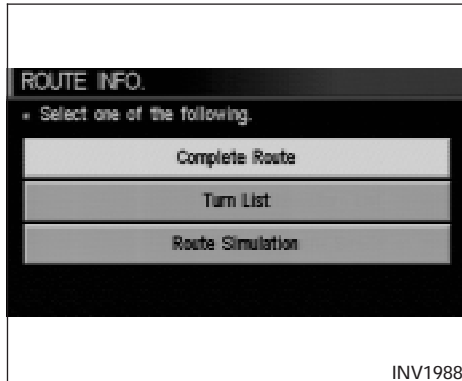 ROUTE INFO.
Select one of the following.
Complete Route
Turn List
Route Simulation
INV1988